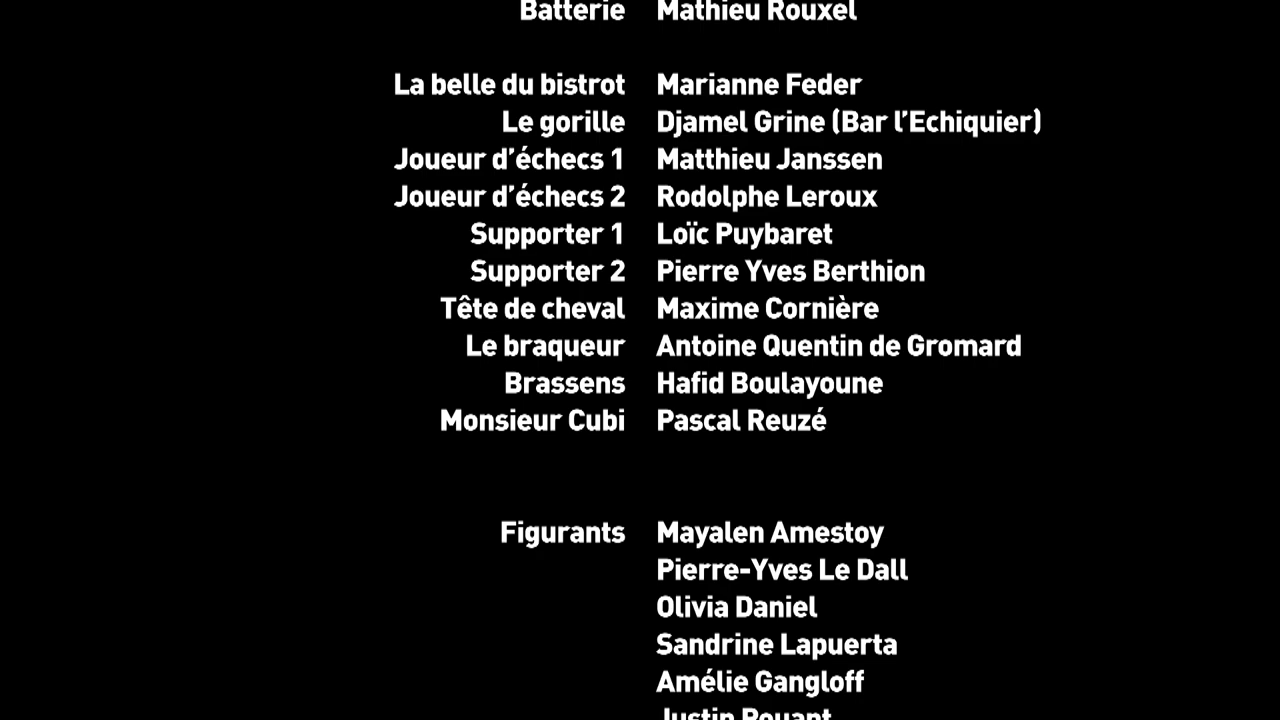 Batterie Mathieu Rouxel
La belle du bistrot Marianne Feder
Le gorille Djamel Grine (Bar l’Echiquier)
Joueur d’échecs 1 Matthieu Janssen
Joueur d’échecs 2 Rodolphe Leroux
Supporter 1 Loïc Puybaret
Supporter 2 Pierre Yves Berthion
Tête de cheval Maxime Cornière
Le braqueur Antoine Quentin de Gromard
Brassens Hafid Boulayoune
Monsieur Cubi Pascal Reuzé
Figurants Mayalen Amestoy
Pierre-Yves Le Dall
Olivia Daniel
Sandrine Lapuerta
Amélie Gangloff
Justin